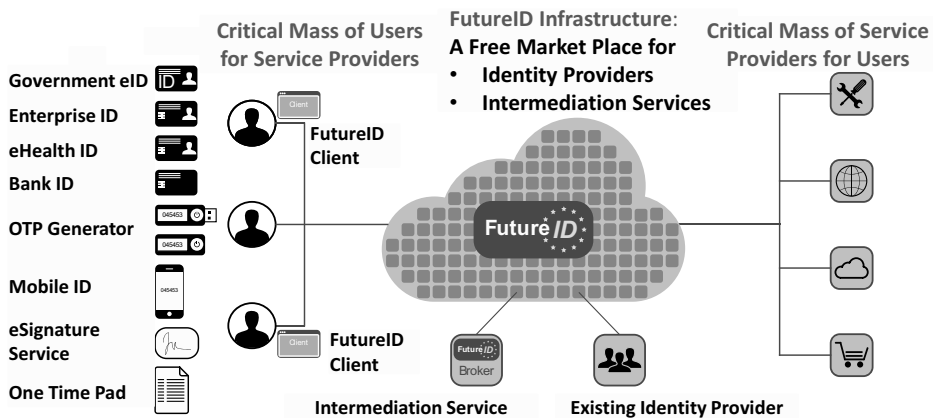 Critical Mass of Users
for Service Providers
FutureID Infrastructure:
A Free Market Place for
• Identity Providers
• Intermediation Services
Critical Mass of Service
Providers for Users
Government eID
ID
Enterprise ID
eHealth ID
Bank ID
OTP Generator
045453
045453
Mobile ID
045453
eSignature
Service
One Time Pad
Client
FutureID
Client
Client
FutureID
Client
Future ID
Future ID
Broker
Intermediation Service
Existing Identity Provider